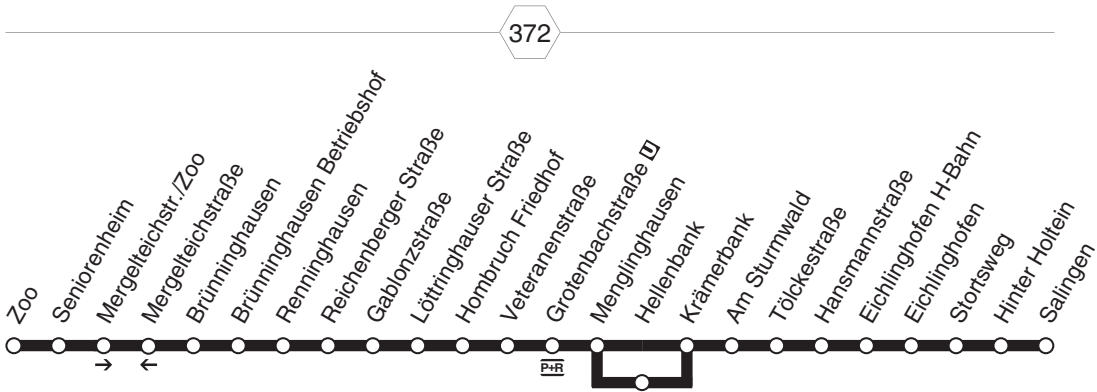 372
Zoo
Seniorenheim
Mergelteichstr./Zoo
Mergelteichstraße
Brünninghausen
Brünninghausen Betriebshof
Renninghausen
Reichenberger Straße
Gablonzstraße
Löttringhauser Straße
Hombruch Friedhof
Veteranenstraße
Grotenbachstraße U
Menglinghausen
Hellenbank
Krämerbank
Am Sturmwald
Tölckestraße
Hansmannstraße
Eichlinghofen H-Bahn
Eichlinghofen
Stortsweg
Hinter Holtein
Salingen
→ ←
P+R